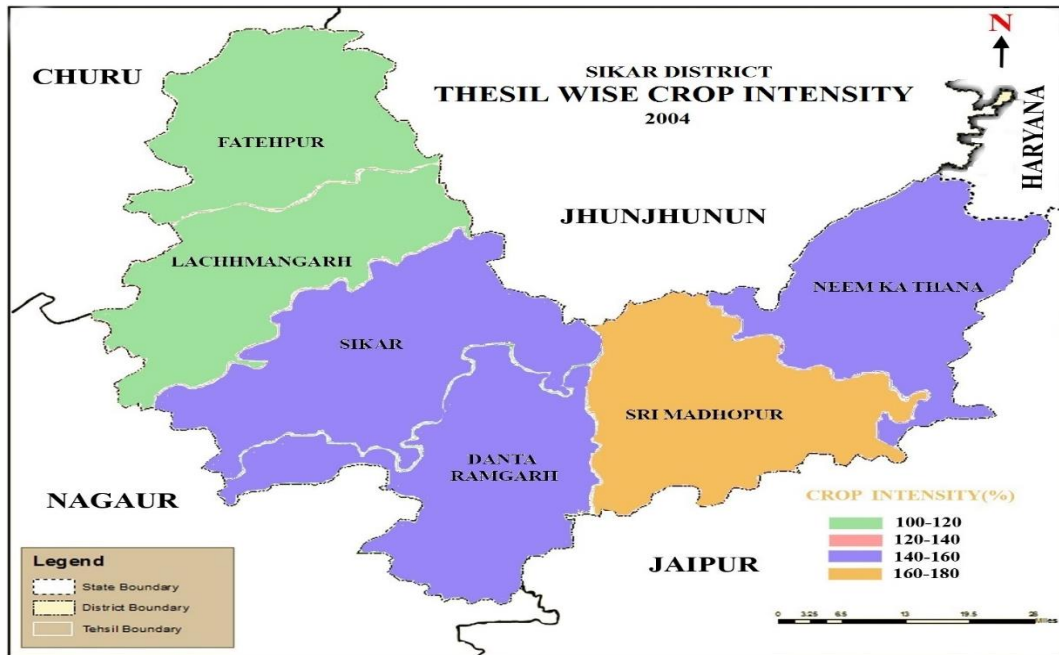 N
CHURU
SIKAR DISTRICT
THESIL WISE CROP INTENSITY
2004
HARYANA
FATEHPUR
JHUNJHUNUN
LACHHMANGARH
NEEM KA THANA
SIKAR
SRI MADHOPUR
DANTA
RAMGARH
NAGAUR
CROP INTENSITY(%)
100-120
120-140
140-160
160-180
JAIPUR
Legend
State Boundary
District Boundary
Tehsil Boundary
0 3.25 6.5 13 19.5 26
Miles